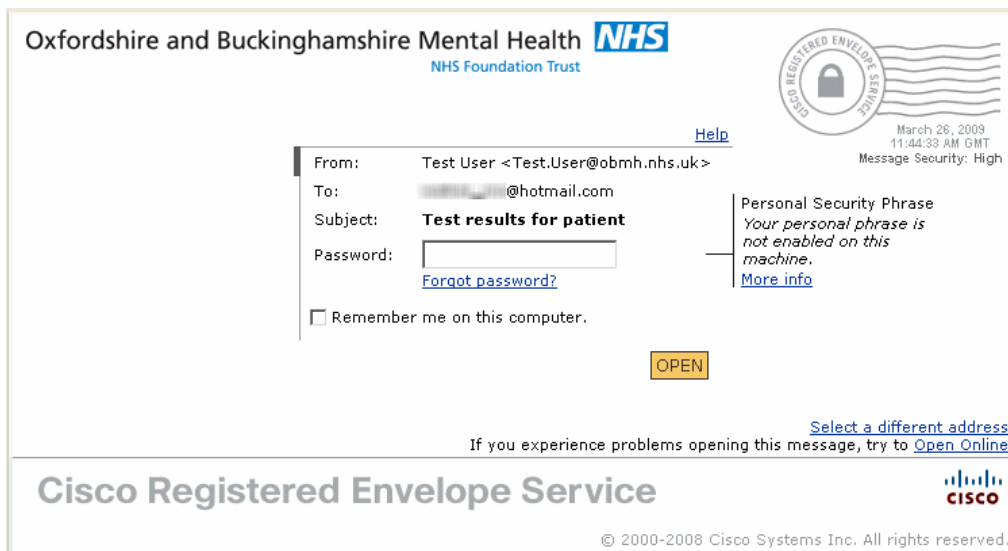 Oxfordshire and Buckinghamshire Mental Health NHS
NHS Foundation Trust
CISCO REGISTERED ENVELOPE SERVICE
March 26, 2009
11:44:33 AM GMT
Message Security: High
Help
From: Test User <Test.User@obmh.nhs.uk>
To: @hotmail.com
Subject: Test results for patient
Password:
Forgot password?
Personal Security Phrase
Your personal phrase is
not enabled on this
machine.
More info
Remember me on this computer.
OPEN
Select a different address
If you experience problems opening this message, try to Open Online
Cisco Registered Envelope Service
CISCO
© 2000-2008 Cisco Systems Inc. All rights reserved.